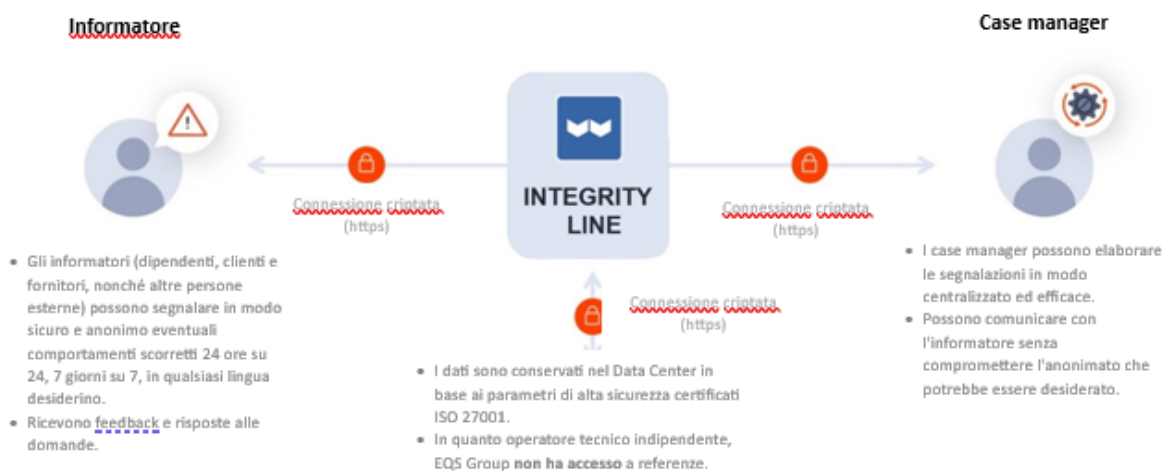 Informatore
Case manager
INTEGRITY
LINE
Connessione criptata
(https)
Connessione criptata
(https)
Connessione criptata
(https)
• Gli informatori (dipendenti, clienti e
fornitori, nonché altre persone
esterne) possono segnalare in modo
sicuro e anonimo eventuali
comportamenti scorretti 24 ore su
24, 7 giorni su 7, in qualsiasi lingua
desiderino.
• Ricevono feedback e risposte alle
domande.
• I dati sono conservati nel Data Center in
base ai parametri di alta sicurezza certificati
ISO 27001.
• In quanto operatore tecnico indipendente,
EQS Group non ha accesso a referenze.
• I case manager possono elaborare
le segnalazioni in modo
centralizzato ed efficace.
• Possono comunicare con
l'informatore senza
compromettere l'anonimato che
potrebbe essere desiderato.